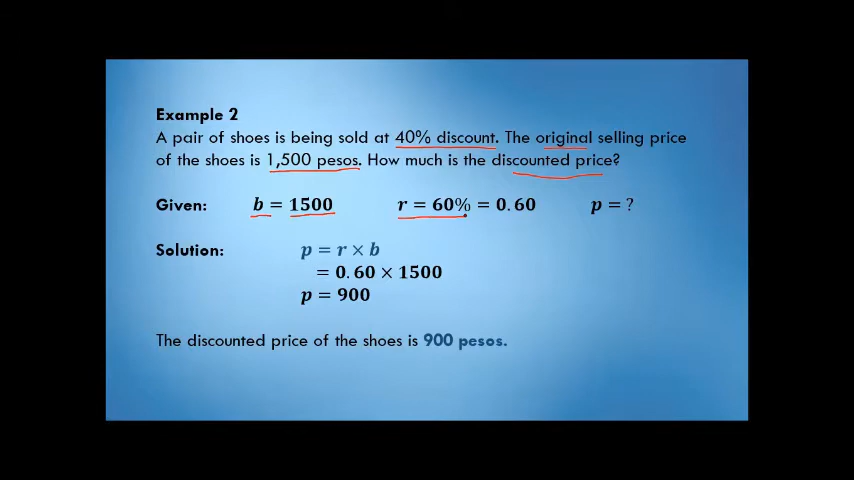 Example 2
A pair of shoes is being sold at 40% discount. The original selling price
of the shoes is 1,500 pesos. How much is the discounted price?
Given: b = 1500 r = 60% = 0.60 p = ?
Solution: p = r × b
= 0.60 × 1500
p = 900
The discounted price of the shoes is 900 pesos.